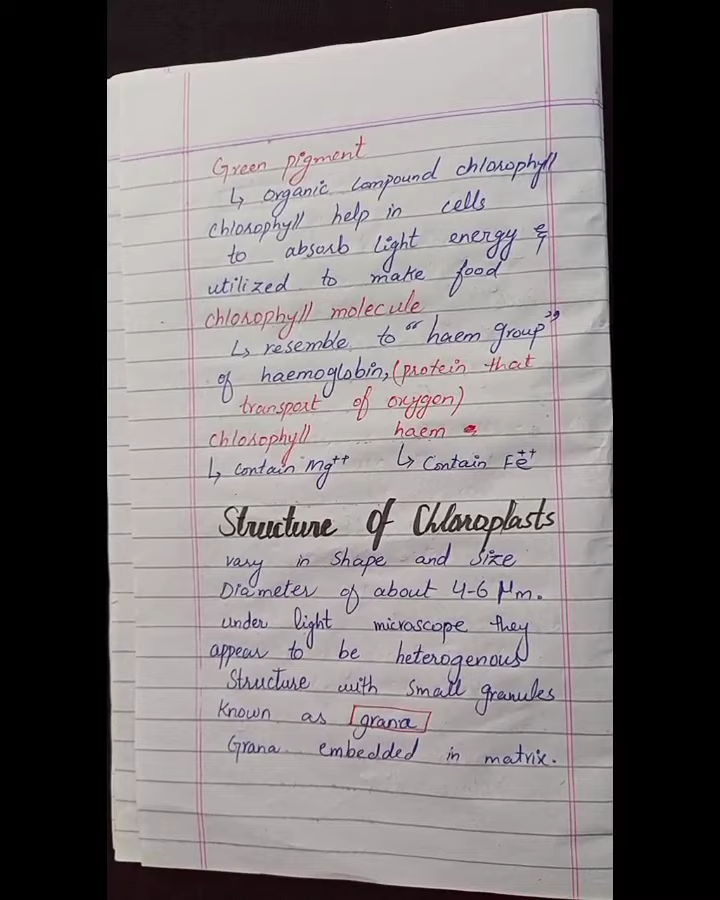 Green pigment
↳ organic compound chlorophyll
chlorophyll help in cells
to absorb light energy &
utilized to make food
chlorophyll molecule
↳ resemble to "haem group"
of haemoglobin, (protein that
transport of oxygen)
chlorophyll haem
↳ contain Mg++ ↳ Contain Fe++
Structure of Chloroplasts
vary in shape and size
Diameter of about 4-6 μm.
under light microscope they
appear to be heterogenous
Structure with small granules
Known as grana
Grana embedded in matrix.